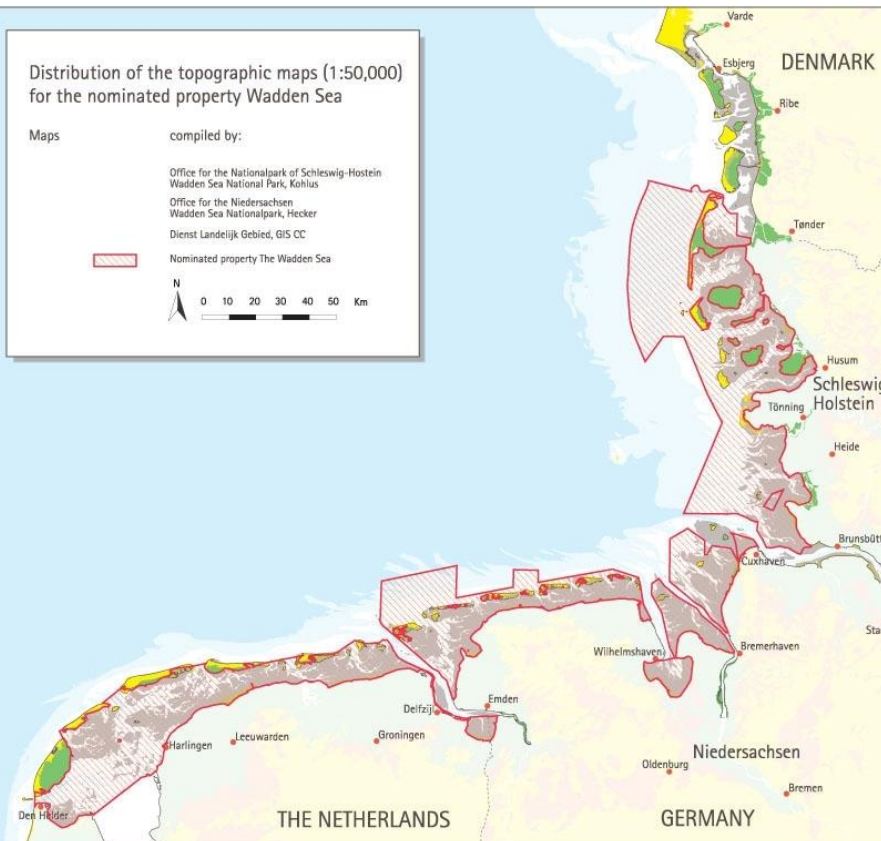 Distribution of the topographic maps (1:50,000)
for the nominated property Wadden Sea
Maps
compiled by:
Office for the Nationalpark of Schleswig-Hostein
Wadden Sea National Park, Kohlus
Office for the Niedersachsen
Wadden Sea Nationalpark, Hecker
Dienst Landelijk Gebied, GIS CC
Nominated property The Wadden Sea
N
0 10 20 30 40 50 Km
Varde
DENMARK
Esbjerg
Ribe
Tønder
Husum
Schleswig
Holstein
Tönning
Heide
Brunsbütt
Cuxhaven
Sta
Wilhelmshaven
Bremerhaven
Emden
Delfzijl
Groningen
Leeuwarden
Harlingen
Niedersachsen
Oldenburg
Bremen
Den Helder
THE NETHERLANDS
GERMANY